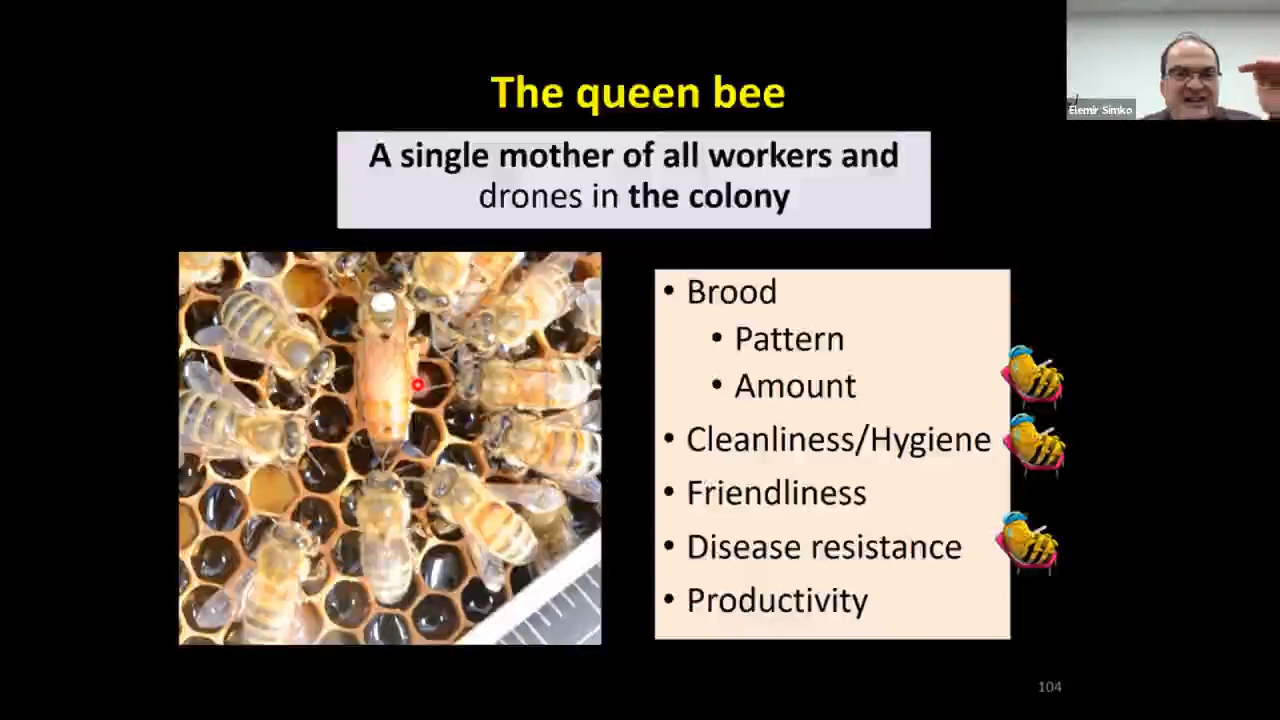 The queen bee
A single mother of all workers and
drones in the colony
• Brood
• Pattern
• Amount
• Cleanliness/Hygiene
• Friendliness
• Disease resistance
• Productivity
Elemir Simko
104